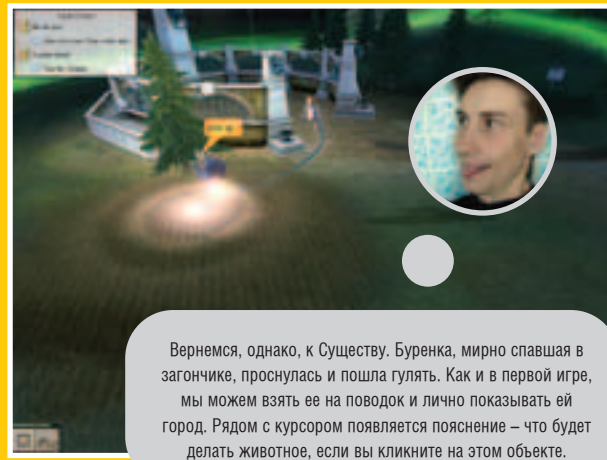 Вернемся, однако, к Существу. Буренка, мирно спавшая в
загончике, проснулась и пошла гулять. Как и в первой игре,
мы можем взять ее на поводок и лично показывать ей
город. Рядом с курсором появляется пояснение – что будет
делать животное, если вы кликните на этом объекте.